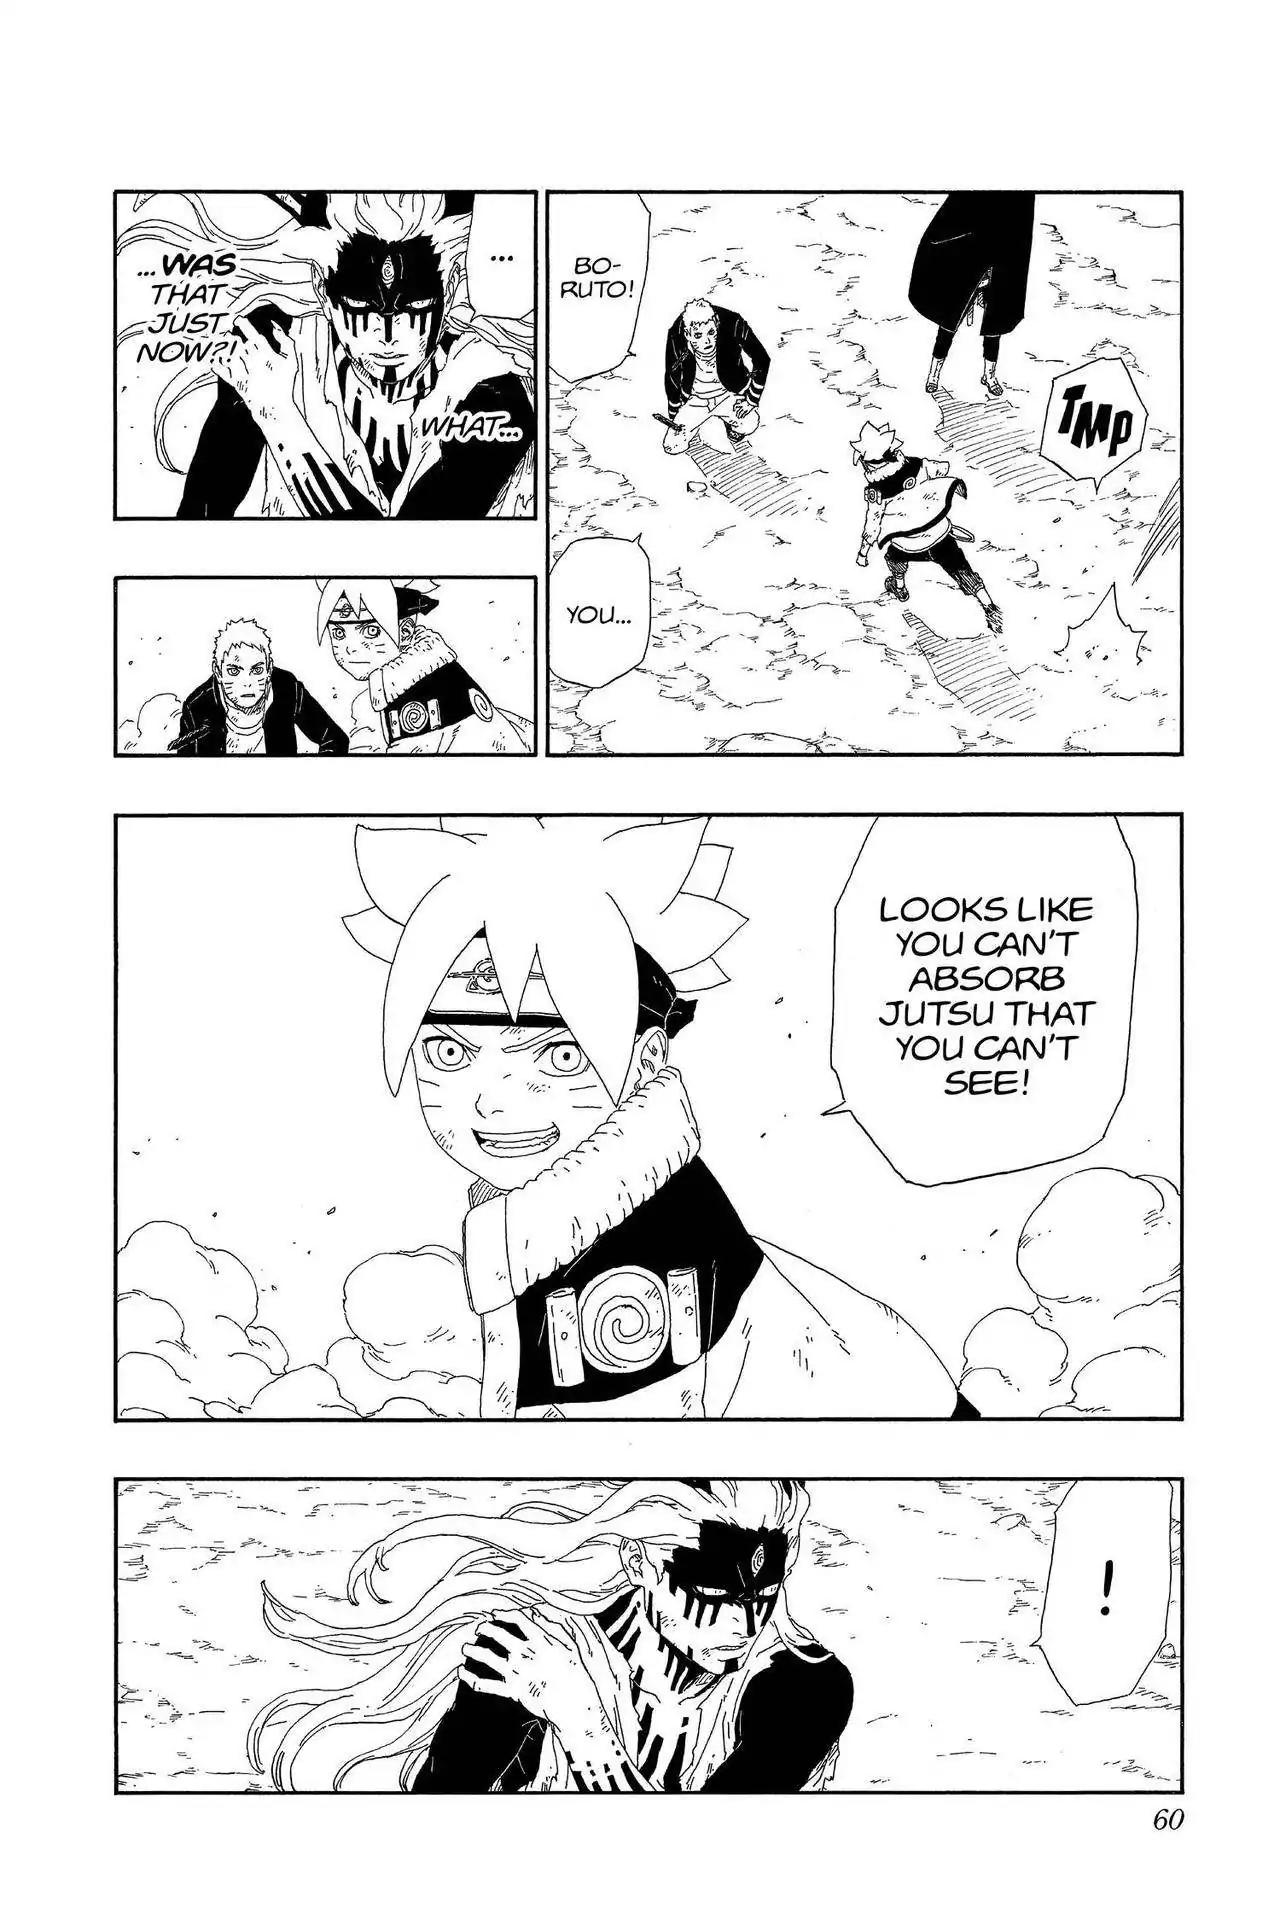 BO-
RUTO!
TMP
YOU...
...
WHAT...
...WAS
THAT
JUST
NOW?!
LOOKS LIKE
YOU CAN'T
ABSORB
JUTSU THAT
YOU CAN'T
SEE!
!
60